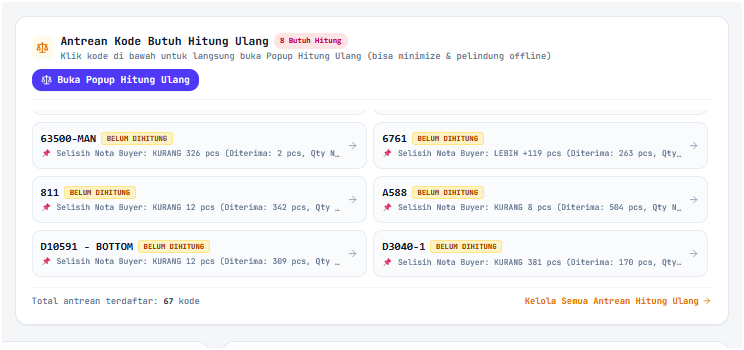 Antrean Kode Butuh Hitung Ulang 8 Butuh Hitung
Klik kode di bawah untuk langsung buka Popup Hitung Ulang (bisa minimize & pelindung offline)
Buka Popup Hitung Ulang
63500-MAN BELUM DIHITUNG
Selisih Nota Buyer: KURANG 326 pcs (Diterima: 2 pcs, Qty N…
6761 BELUM DIHITUNG
Selisih Nota Buyer: LEBIH +119 pcs (Diterima: 263 pcs, Qty…
811 BELUM DIHITUNG
Selisih Nota Buyer: KURANG 12 pcs (Diterima: 342 pcs, Qty …
A588 BELUM DIHITUNG
Selisih Nota Buyer: KURANG 8 pcs (Diterima: 504 pcs, Qty N…
D10591 - BOTTOM BELUM DIHITUNG
Selisih Nota Buyer: KURANG 12 pcs (Diterima: 309 pcs, Qty …
D3040-1 BELUM DIHITUNG
Selisih Nota Buyer: KURANG 381 pcs (Diterima: 170 pcs, Qty…
Total antrean terdaftar: 67 kode
Kelola Semua Antrean Hitung Ulang →